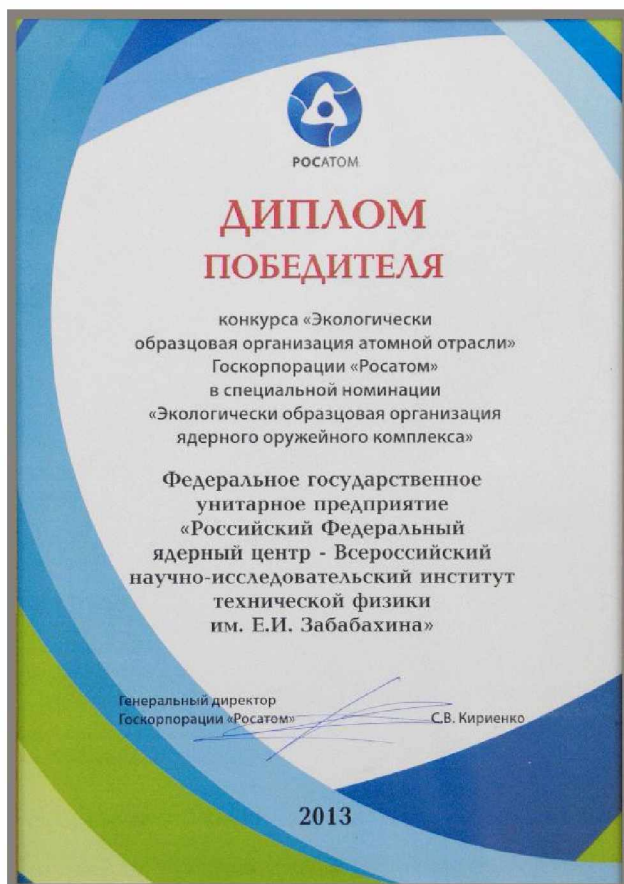 РОСАТОМ
ДИПЛОМ
ПОБЕДИТЕЛЯ
конкурса «Экологически
образцовая организация атомной отрасли»
Госкорпорации «Росатом»
в специальной номинации
«Экологически образцовая организация
ядерного оружейного комплекса»
Федеральное государственное
унитарное предприятие
«Российский Федеральный
ядерный центр - Всероссийский
научно-исследовательский институт
технической физики
им. Е.И. Забабахина»
Генеральный директор
Госкорпорации «Росатом» С.В. Кириенко
2013